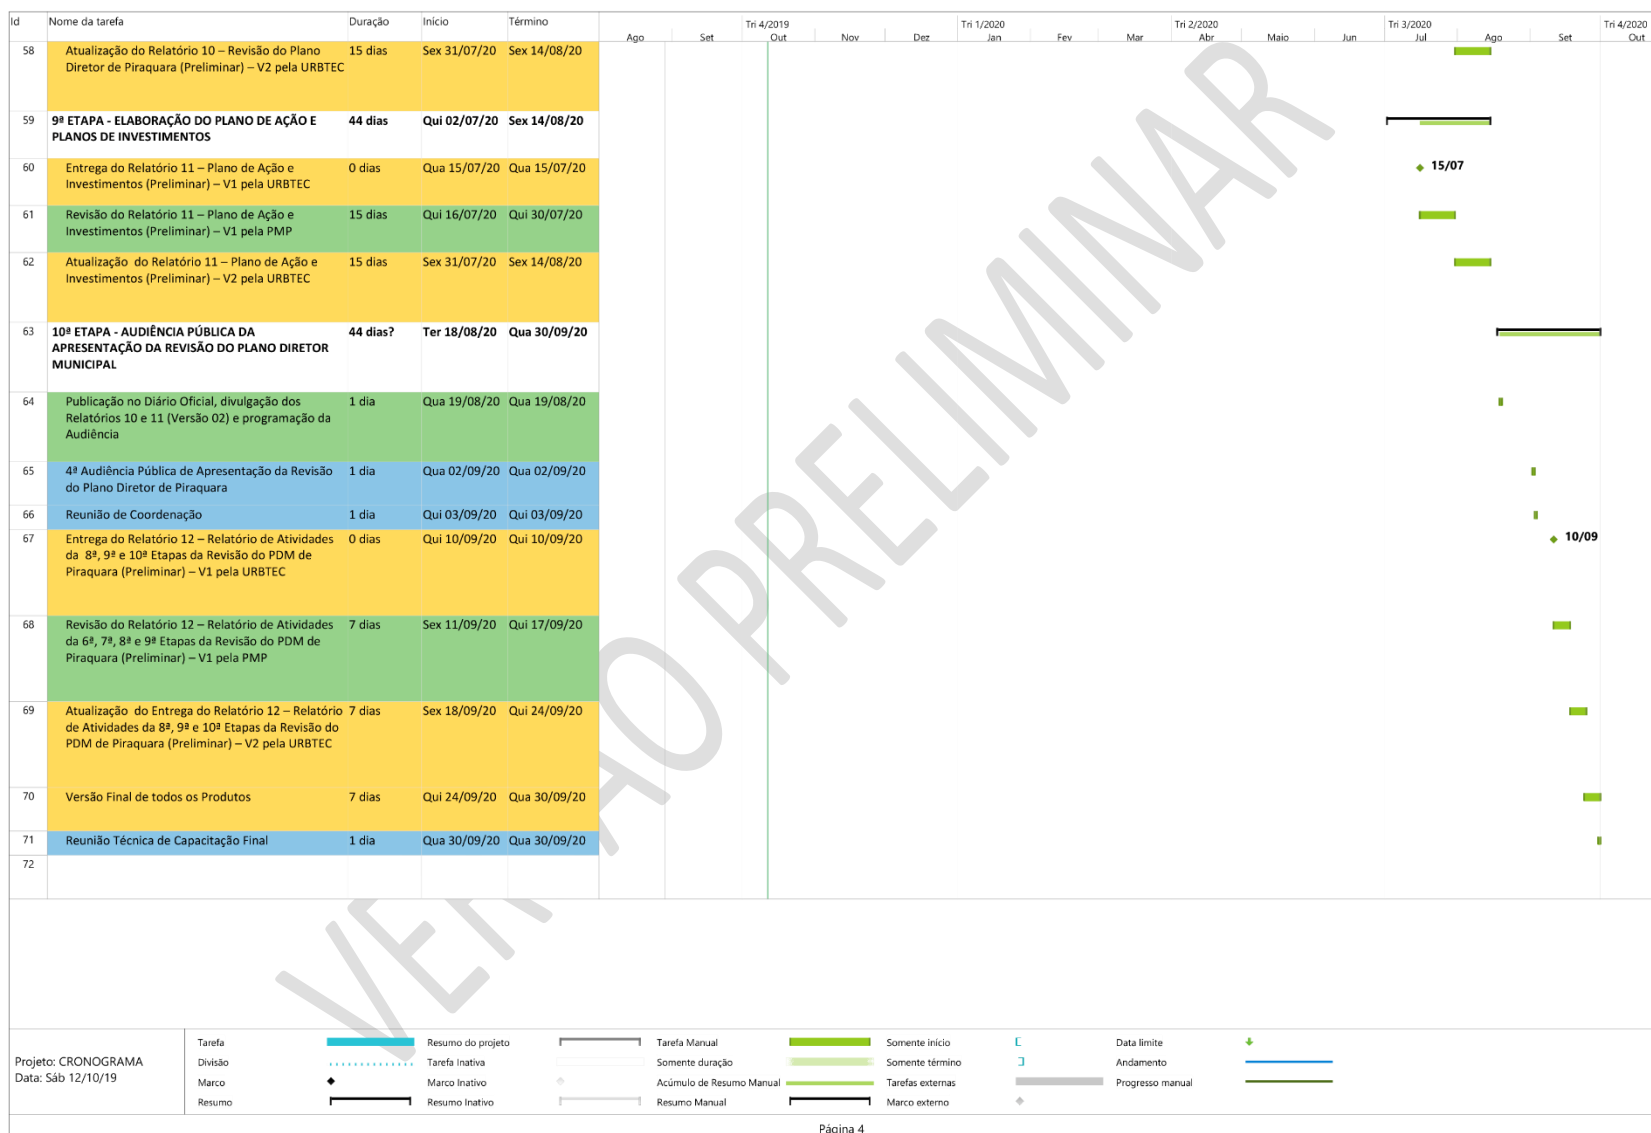 Id Nome da tarefa Duração Início Término
Tri 4/2019 Tri 1/2020 Tri 2/2020 Tri 3/2020 Tri 4/2020
Ago Set Out Nov Dez Jan Fev Mar Abr Maio Jun Jul Ago Set Out
58 Atualização do Relatório 10 – Revisão do Plano 15 dias Sex 31/07/20 Sex 14/08/20
Diretor de Piraquara (Preliminar) – V2 pela URBTEC
59 9ª ETAPA - ELABORAÇÃO DO PLANO DE AÇÃO E 44 dias Qui 02/07/20 Sex 14/08/20
PLANOS DE INVESTIMENTOS
60 Entrega do Relatório 11 – Plano de Ação e 0 dias Qua 15/07/20 Qua 15/07/20 15/07
Investimentos (Preliminar) – V1 pela URBTEC
61 Revisão do Relatório 11 – Plano de Ação e 15 dias Qui 16/07/20 Qui 30/07/20
Investimentos (Preliminar) – V1 pela PMP
62 Atualização do Relatório 11 – Plano de Ação e 15 dias Sex 31/07/20 Sex 14/08/20
Investimentos (Preliminar) – V2 pela URBTEC
63 10ª ETAPA - AUDIÊNCIA PÚBLICA DA 44 dias? Ter 18/08/20 Qua 30/09/20
APRESENTAÇÃO DA REVISÃO DO PLANO DIRETOR
MUNICIPAL
64 Publicação no Diário Oficial, divulgação dos 1 dia Qua 19/08/20 Qua 19/08/20
Relatórios 10 e 11 (Versão 02) e programação da
Audiência
65 4ª Audiência Pública de Apresentação da Revisão 1 dia Qua 02/09/20 Qua 02/09/20
do Plano Diretor de Piraquara
66 Reunião de Coordenação 1 dia Qui 03/09/20 Qui 03/09/20
67 Entrega do Relatório 12 – Relatório de Atividades 0 dias Qui 10/09/20 Qui 10/09/20 10/09
da 8ª, 9ª e 10ª Etapas da Revisão do PDM de
Piraquara (Preliminar) – V1 pela URBTEC
68 Revisão do Relatório 12 – Relatório de Atividades 7 dias Sex 11/09/20 Qui 17/09/20
da 6ª, 7ª, 8ª e 9ª Etapas da Revisão do PDM de
Piraquara (Preliminar) – V1 pela PMP
69 Atualização do Entrega do Relatório 12 – Relatório 7 dias Sex 18/09/20 Qui 24/09/20
de Atividades da 8ª, 9ª e 10ª Etapas da Revisão do
PDM de Piraquara (Preliminar) – V2 pela URBTEC
70 Versão Final de todos os Produtos 7 dias Qui 24/09/20 Qua 30/09/20
71 Reunião Técnica de Capacitação Final 1 dia Qua 30/09/20 Qua 30/09/20
72
VERSÃO PRELIMINAR
Projeto: CRONOGRAMA
Data: Sáb 12/10/19
Tarefa Resumo do projeto Tarefa Manual Somente início Data limite
Divisão Tarefa Inativa Somente duração Somente término Andamento
Marco Marco Inativo Acúmulo de Resumo Manual Tarefas externas Progresso manual
Resumo Resumo Inativo Resumo Manual Marco externo
Página 4